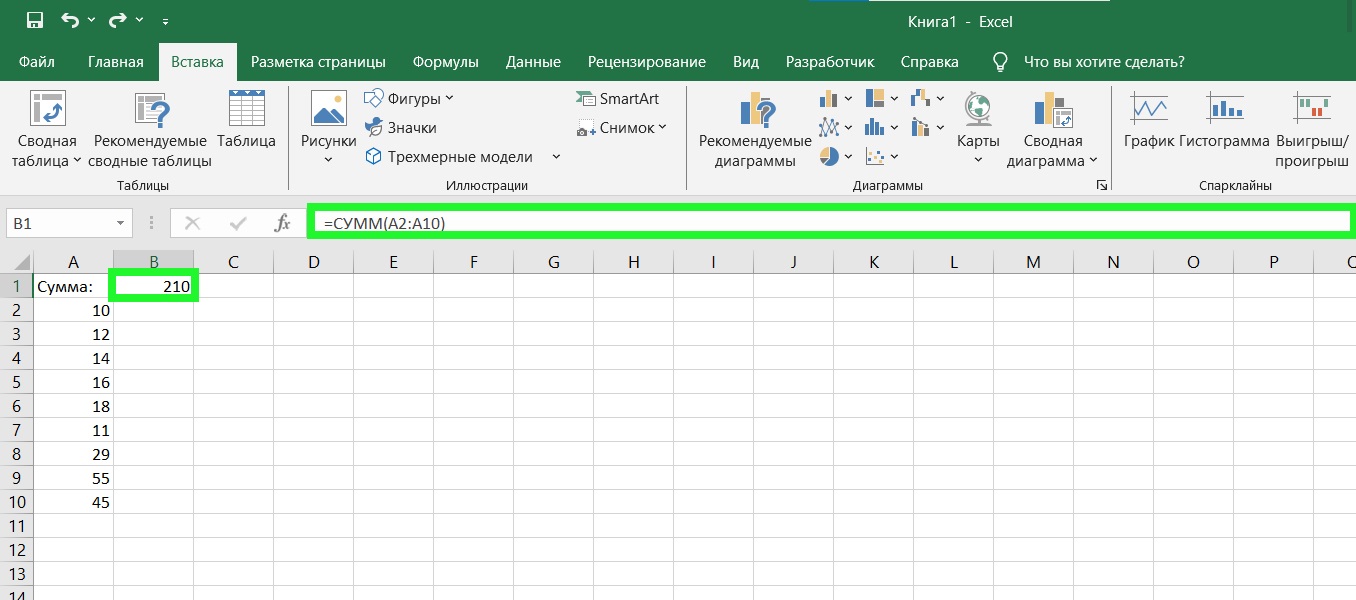 Книга1 - Excel
Файл Главная Вставка Разметка страницы Формулы Данные Рецензирование Вид Разработчик Справка Что вы хотите сделать?
Сводная таблица
Рекомендуемые сводные таблицы
Таблица
Таблицы
Рисунки
Фигуры
Значки
Трехмерные модели
SmartArt
Снимок
Иллюстрации
Рекомендуемые диаграммы
Карты
Сводная диаграмма
Диаграммы
График
Гистограмма
Выигрыш/проигрыш
Спарклайны
B1 fx =СУММ(A2:A10)
A B C D E F G H I J K L M N O P
1 Сумма: 210
2 10
3 12
4 14
5 16
6 18
7 11
8 29
9 55
10 45
11
12
13
14